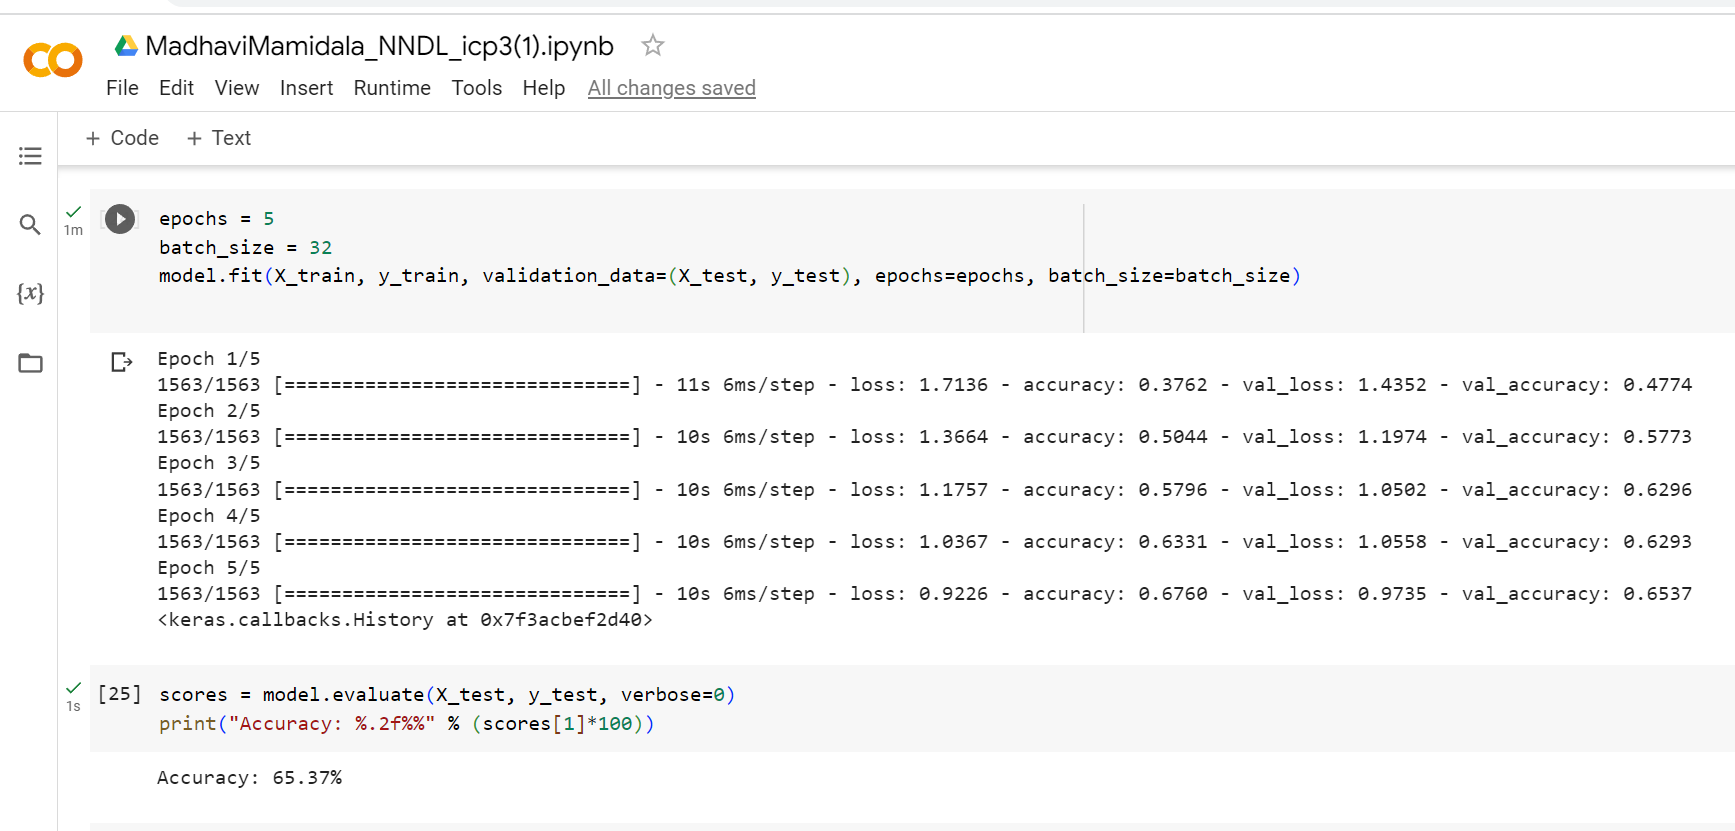 MadhaviMamidala_NNDL_icp3(1).ipynb
File Edit View Insert Runtime Tools Help All changes saved
+ Code + Text
{x}
1m
epochs = 5
batch_size = 32
model.fit(X_train, y_train, validation_data=(X_test, y_test), epochs=epochs, batch_size=batch_size)
Epoch 1/5
1563/1563 [==============================] - 11s 6ms/step - loss: 1.7136 - accuracy: 0.3762 - val_loss: 1.4352 - val_accuracy: 0.4774
Epoch 2/5
1563/1563 [==============================] - 10s 6ms/step - loss: 1.3664 - accuracy: 0.5044 - val_loss: 1.1974 - val_accuracy: 0.5773
Epoch 3/5
1563/1563 [==============================] - 10s 6ms/step - loss: 1.1757 - accuracy: 0.5796 - val_loss: 1.0502 - val_accuracy: 0.6296
Epoch 4/5
1563/1563 [==============================] - 10s 6ms/step - loss: 1.0367 - accuracy: 0.6331 - val_loss: 1.0558 - val_accuracy: 0.6293
Epoch 5/5
1563/1563 [==============================] - 10s 6ms/step - loss: 0.9226 - accuracy: 0.6760 - val_loss: 0.9735 - val_accuracy: 0.6537
<keras.callbacks.History at 0x7f3acbef2d40>
1s
[25] scores = model.evaluate(X_test, y_test, verbose=0)
print("Accuracy: %.2f%%" % (scores[1]*100))
Accuracy: 65.37%